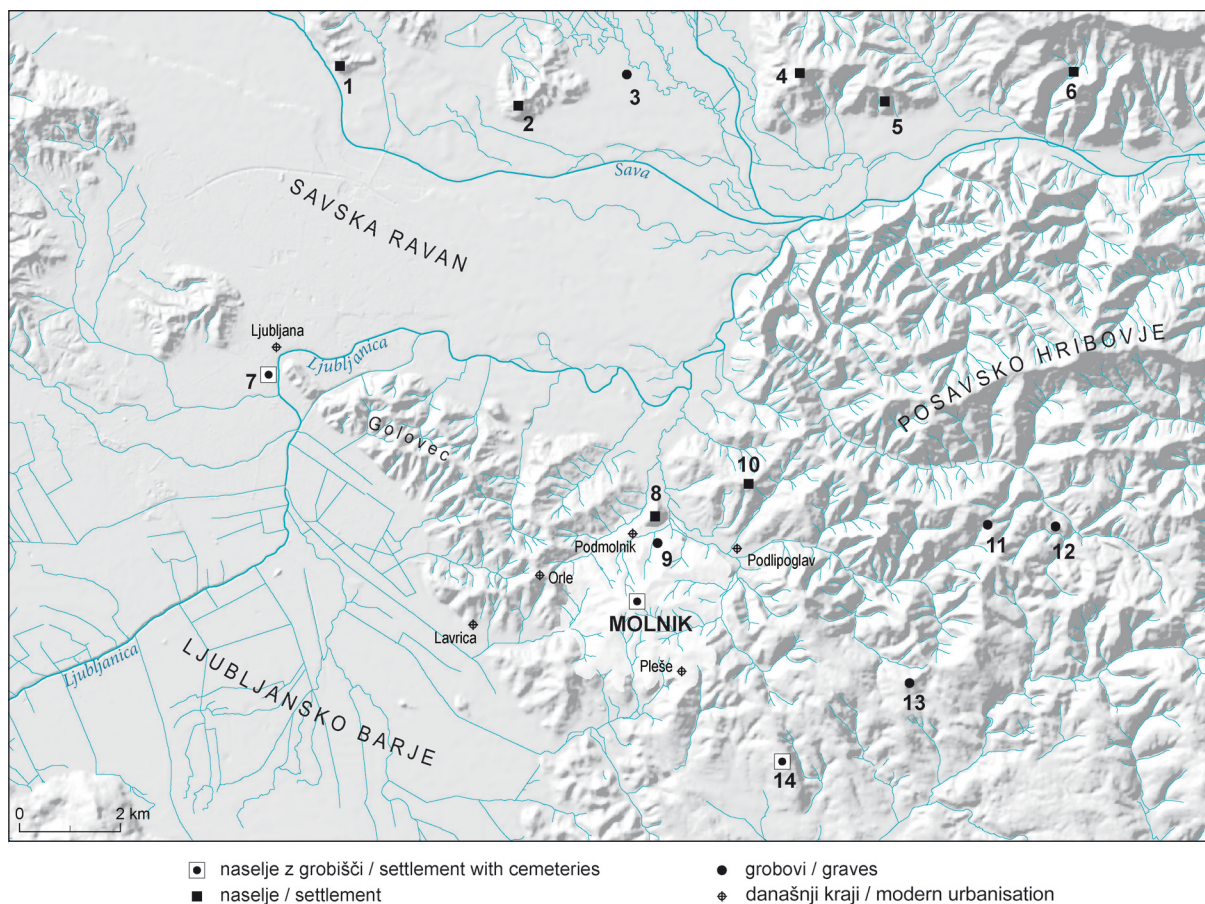 1
2
3
4
5
6
Sava
SAVSKA RAVAN
Ljubljana
Ljubljanica
7
POSAVSKO HRIBOVJE
Golovec
10
8
Podmolnik
9
Podlipoglav
11
12
Orle
MOLNIK
Lavrica
Ljubljanica
LJUBLJANSKO BARJE
Pleše
13
14
0 2 km
naselje z grobišči / settlement with cemeteries
naselje / settlement
grobovi / graves
današnji kraji / modern urbanisation